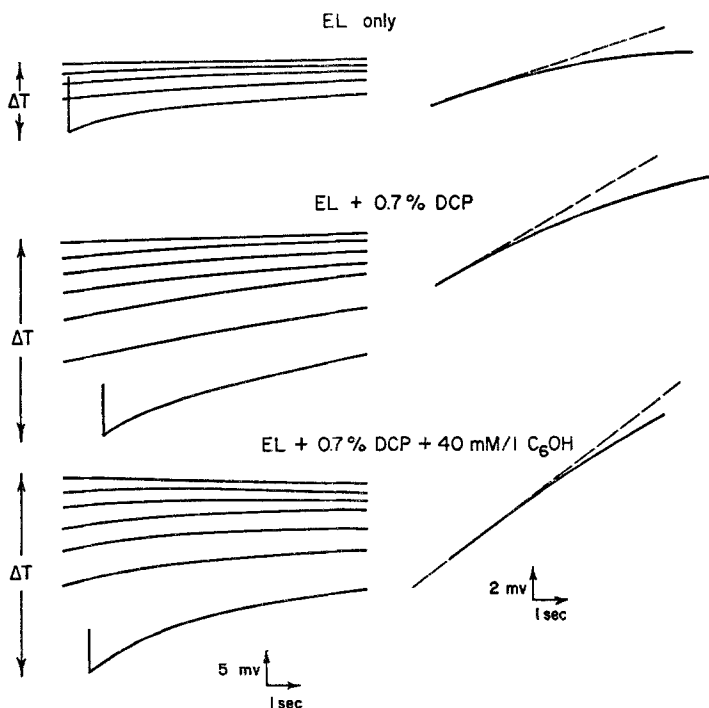 EL only
ΔT
EL + 0.7% DCP
ΔT
EL + 0.7% DCP + 40 mM/l C₆OH
ΔT
2 mv
1 sec
5 mv
1 sec